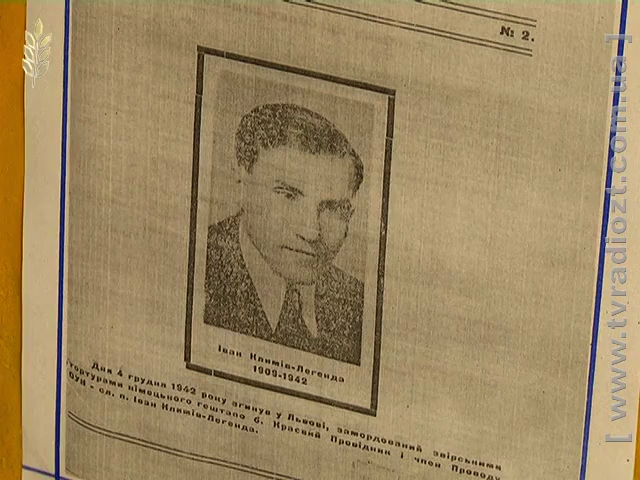 № 2.
Іван Климів-Легенда
1909-1942
Дня 4 грудня 1942 року згинув у Львові, замордований звірськими
тортурами німецького гештапо б. Краєвий Провідник і член Проводу
ОУН - сл. п. Іван Климів-Легенда.
[ www.tvradiozt.com.ua ]